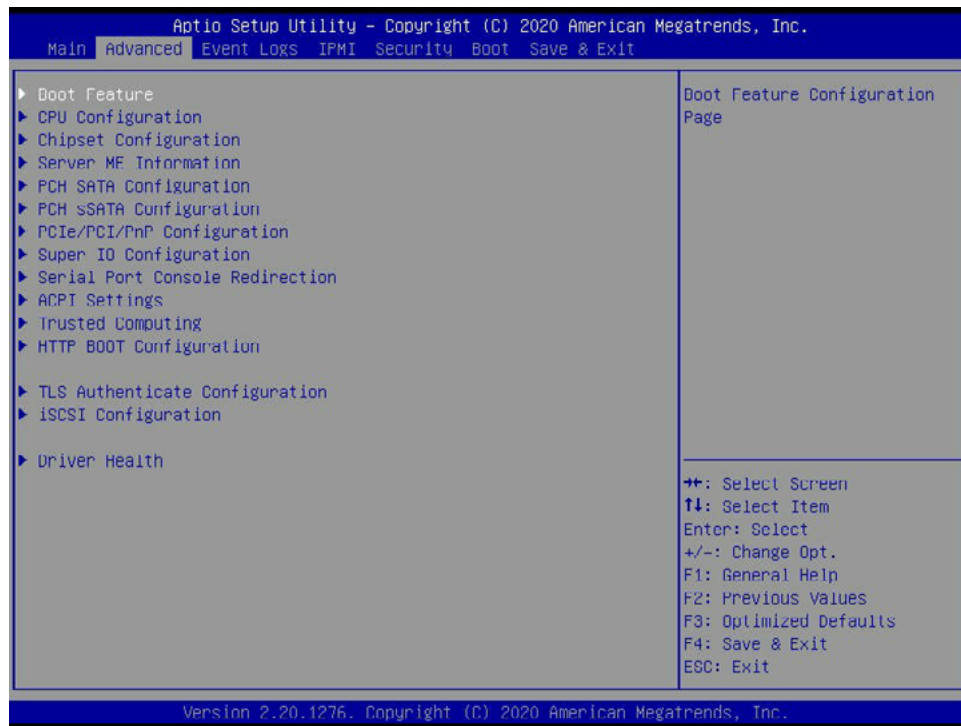 Aptio Setup Utility – Copyright (C) 2020 American Megatrends, Inc.
Main Advanced Event Logs IPMI Security Boot Save & Exit
Boot Feature
CPU Configuration
Chipset Configuration
Server ME Information
PCH SATA Configuration
PCH sSATA Configuration
PCIe/PCI/PnP Configuration
Super IO Configuration
Serial Port Console Redirection
ACPI Settings
Trusted Computing
HTTP BOOT Configuration
TLS Authenticate Configuration
iSCSI Configuration
Driver Health
Boot Feature Configuration
Page
→←: Select Screen
↑↓: Select Item
Enter: Select
+/-: Change Opt.
F1: General Help
F2: Previous Values
F3: Optimized Defaults
F4: Save & Exit
ESC: Exit
Version 2.20.1276. Copyright (C) 2020 American Megatrends, Inc.